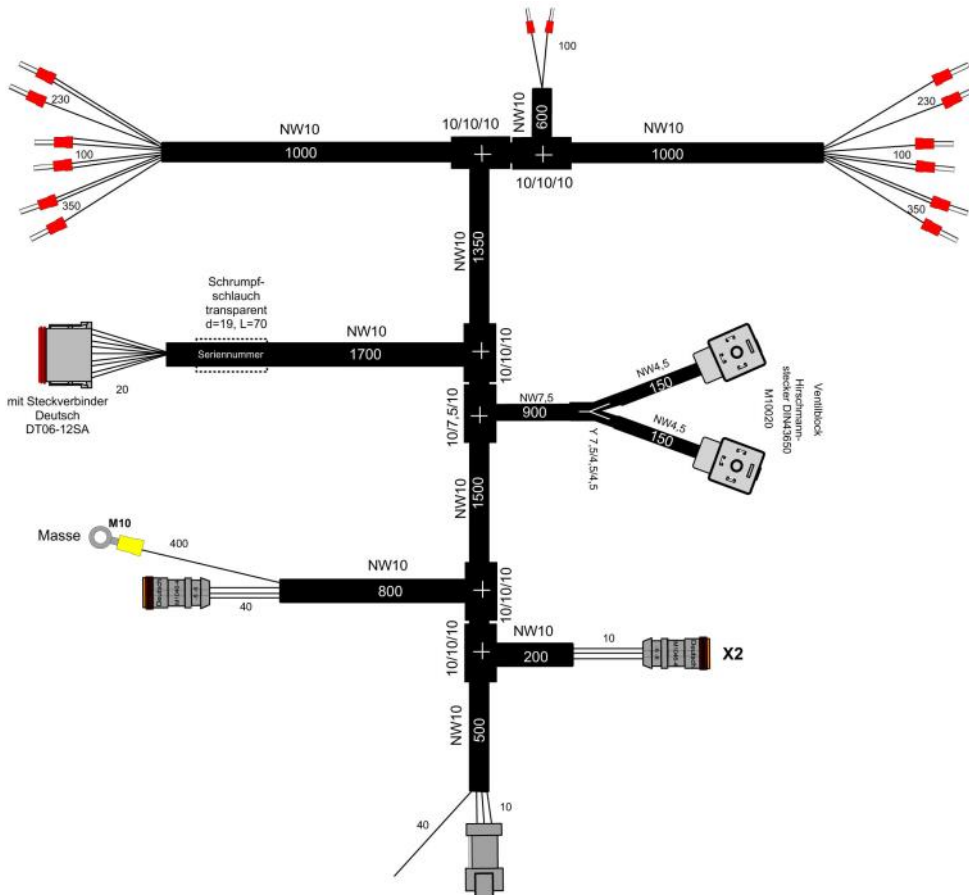 100
230
100
350
NW10
1000
10/10/10
NW10
600
10/10/10
NW10
1000
230
100
350
NW10
1350
Schrumpf-
schlauch
transparent
d=19, L=70
Seriennummer
NW10
1700
10/10/10
20
mit Steckverbinder
Deutsch
DT06-12SA
10/7,5/10
NW7,5
900
NW4,5
150
NW4,5
150
Y 7,5/4,5/4,5
Ventilblock
Hirschmann-
stecker DIN43650
M10020
NW10
1500
Masse
M10
400
40
NW10
800
10/10/10
10/10/10
NW10
200
10
Deutsch
X2
NW10
500
40
10